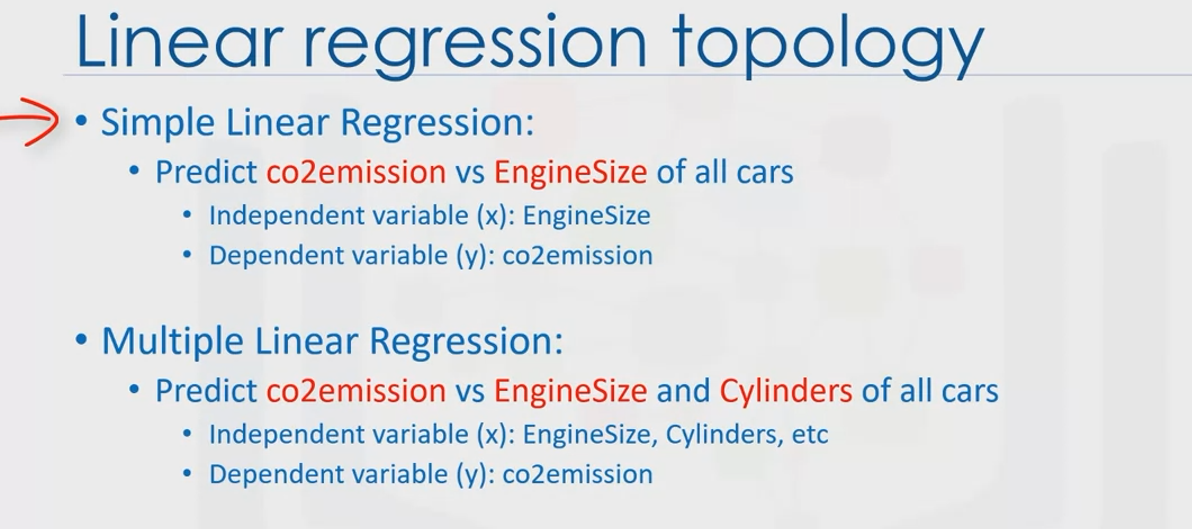 Linear regression topology
• Simple Linear Regression:
• Predict co2emission vs EngineSize of all cars
• Independent variable (x): EngineSize
• Dependent variable (y): co2emission
• Multiple Linear Regression:
• Predict co2emission vs EngineSize and Cylinders of all cars
• Independent variable (x): EngineSize, Cylinders, etc
• Dependent variable (y): co2emission